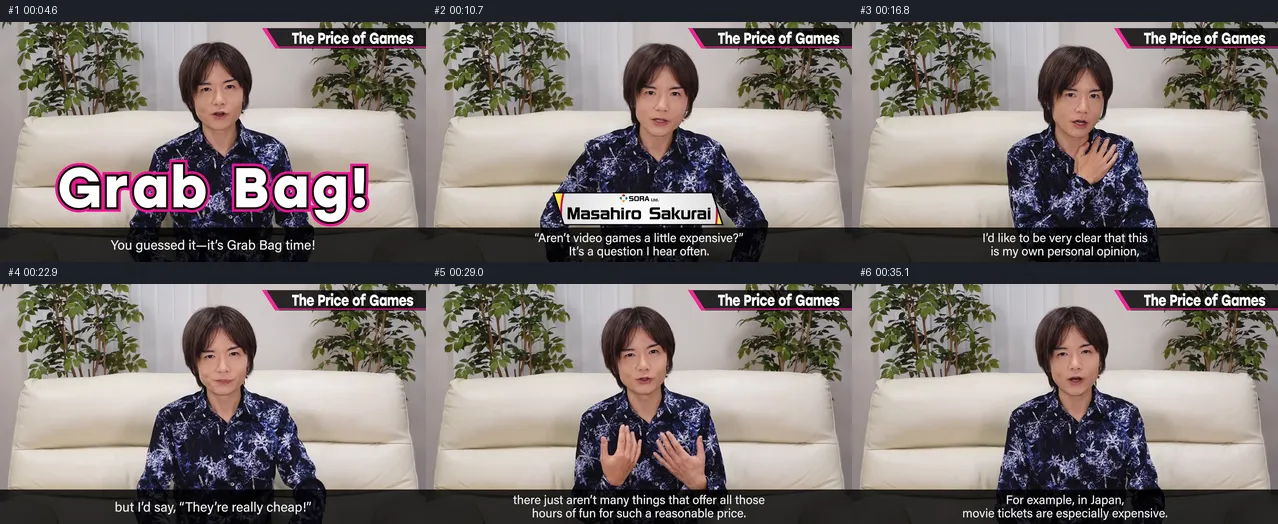 #1 00:04.6
The Price of Games
Grab Bag!
You guessed it—it's Grab Bag time!
#2 00:10.7
The Price of Games
SORA LTD.
Masahiro Sakurai
“Aren't video games a little expensive?”
It's a question I hear often.
#3 00:16.8
The Price of Games
I'd like to be very clear that this
is my own personal opinion,
#4 00:22.9
The Price of Games
but I'd say, “They're really cheap!”
#5 00:29.0
The Price of Games
there just aren't many things that offer all those
hours of fun for such a reasonable price.
#6 00:35.1
The Price of Games
For example, in Japan,
movie tickets are especially expensive.